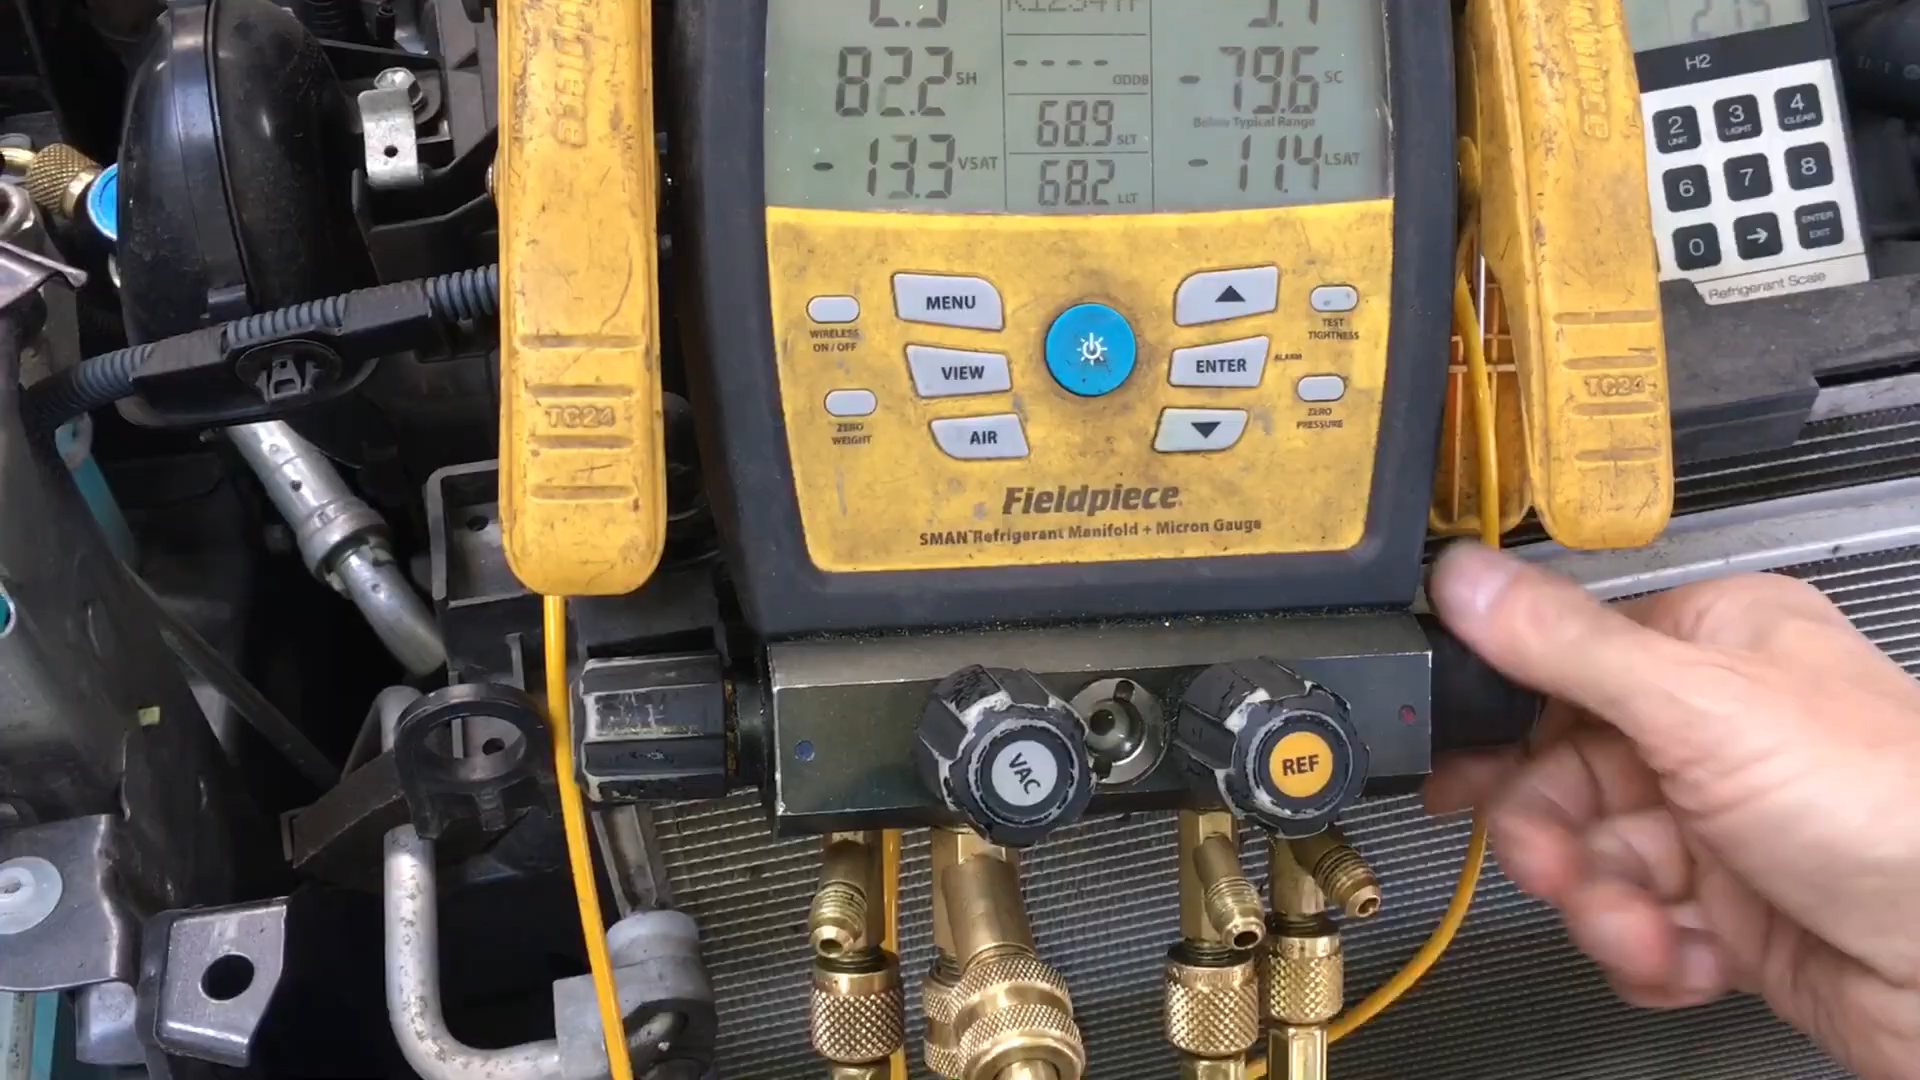 R1234YF
82.2 SH
- - - - ODDB
-79.6 SC
Below Typical Range
68.9 SLT
-13.3 VSAT
68.2 LLT
-11.4 LSAT
H2
2 UNIT
3 LIGHT
4 CLEAR
6
7
8
0
→
ENTER EXIT
Refrigerant Scale
WIRELESS
ON / OFF
MENU
TEST
TIGHTNESS
VIEW
ENTER
ALARM
ZERO
WEIGHT
AIR
ZERO
PRESSURE
TC24
TC24
Fieldpiece
SMAN Refrigerant Manifold + Micron Gauge
VAC
REF